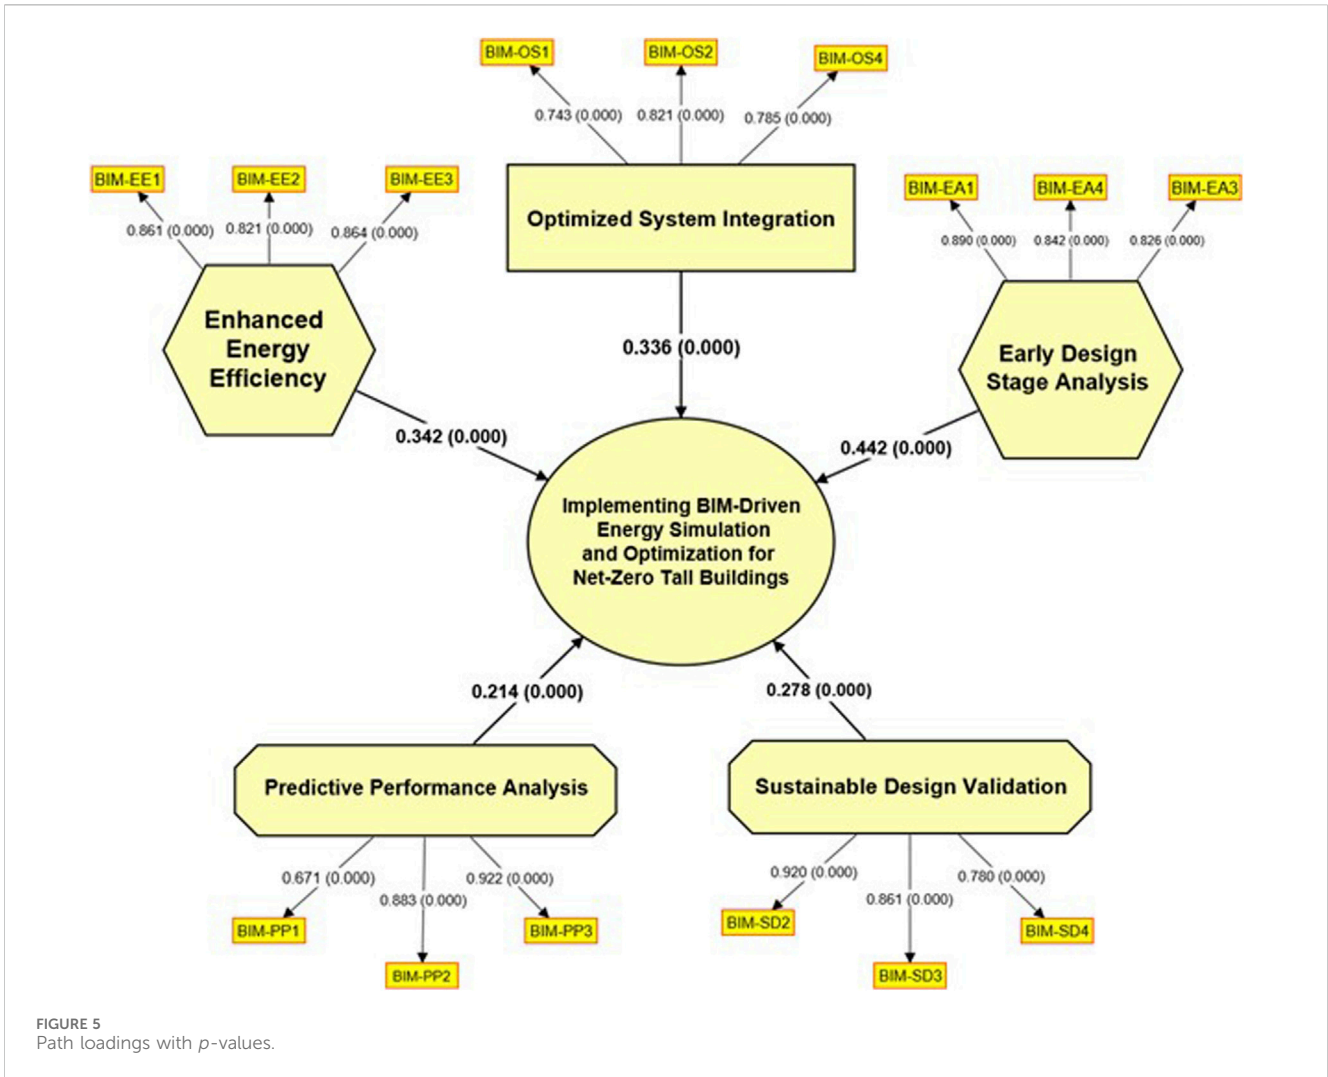 BIM-OS1
BIM-OS2
BIM-OS4
0.743 (0.000)
0.821 (0.000)
0.785 (0.000)
Optimized System Integration
BIM-EE1
BIM-EE2
BIM-EE3
0.861 (0.000)
0.821 (0.000)
0.864 (0.000)
Enhanced
Energy
Efficiency
BIM-EA1
BIM-EA4
BIM-EA3
0.890 (0.000)
0.842 (0.000)
0.826 (0.000)
Early Design
Stage Analysis
0.336 (0.000)
0.342 (0.000)
0.442 (0.000)
Implementing BIM-Driven
Energy Simulation
and Optimization for
Net-Zero Tall Buildings
0.214 (0.000)
0.278 (0.000)
Predictive Performance Analysis
0.671 (0.000)
0.883 (0.000)
0.922 (0.000)
BIM-PP1
BIM-PP2
BIM-PP3
Sustainable Design Validation
0.920 (0.000)
0.861 (0.000)
0.780 (0.000)
BIM-SD2
BIM-SD3
BIM-SD4
FIGURE 5
Path loadings with p-values.